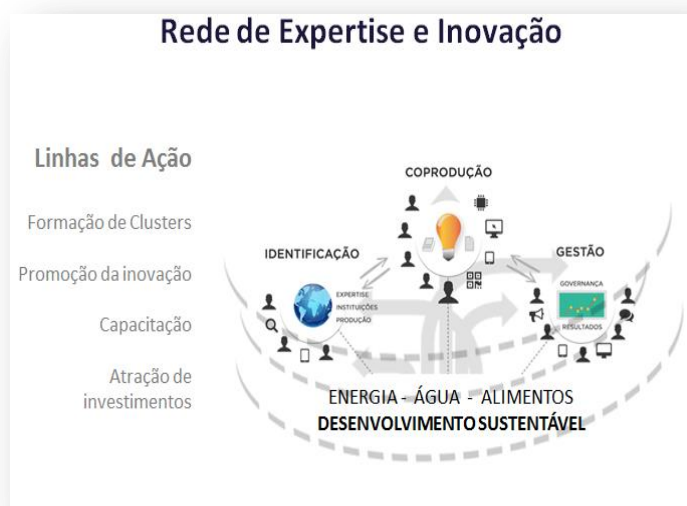 Rede de Expertise e Inovação
Linhas de Ação
Formação de Clusters
Promoção da inovação
Capacitação
Atração de
investimentos
COPRODUÇÃO
IDENTIFICAÇÃO
EXPERTISE
INSTITUIÇÕES
PRODUÇÃO
GESTÃO
GOVERNANÇA
RESULTADOS
ENERGIA - ÁGUA - ALIMENTOS
DESENVOLVIMENTO SUSTENTÁVEL